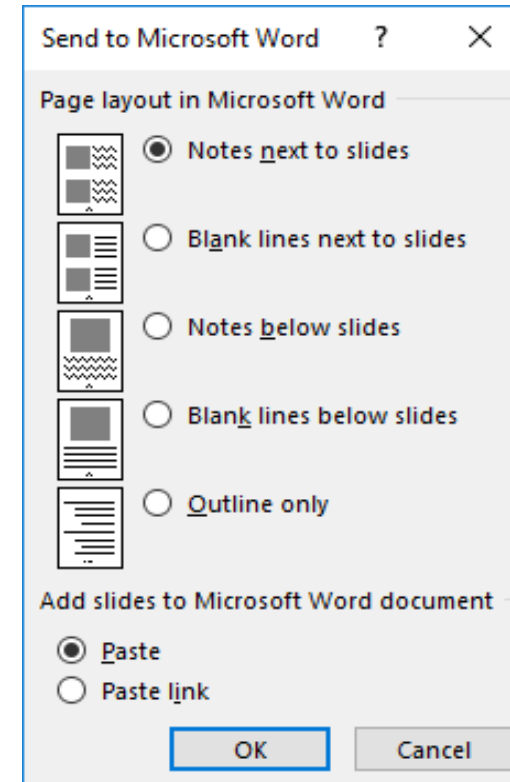 Send to Microsoft Word ?
Page layout in Microsoft Word
Notes next to slides
Blank lines next to slides
Notes below slides
Blank lines below slides
Outline only
Add slides to Microsoft Word document
Paste
Paste link
OK Cancel